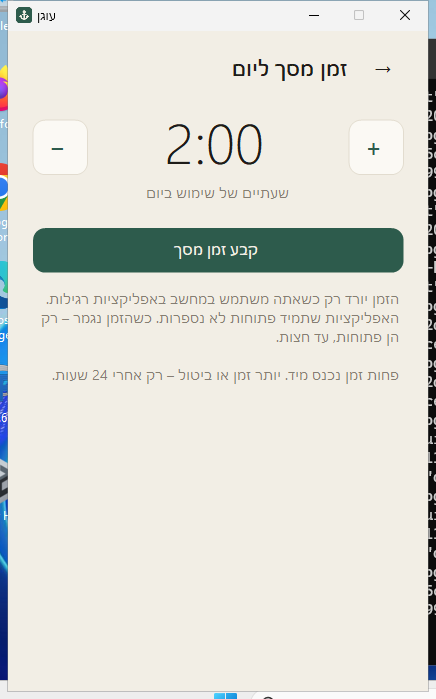 עוגן
זמן מסך ליום
→
+
2:00
−
שעתיים של שימוש ביום
קבע זמן מסך
הזמן יורד רק כשאתה משתמש במחשב באפליקציות רגילות.
האפליקציות שתמיד פתוחות לא נספרות. כשהזמן נגמר – רק
הן פתוחות, עד חצות.
פחות זמן נכנס מיד. יותר זמן או ביטול – רק אחרי 24 שעות.